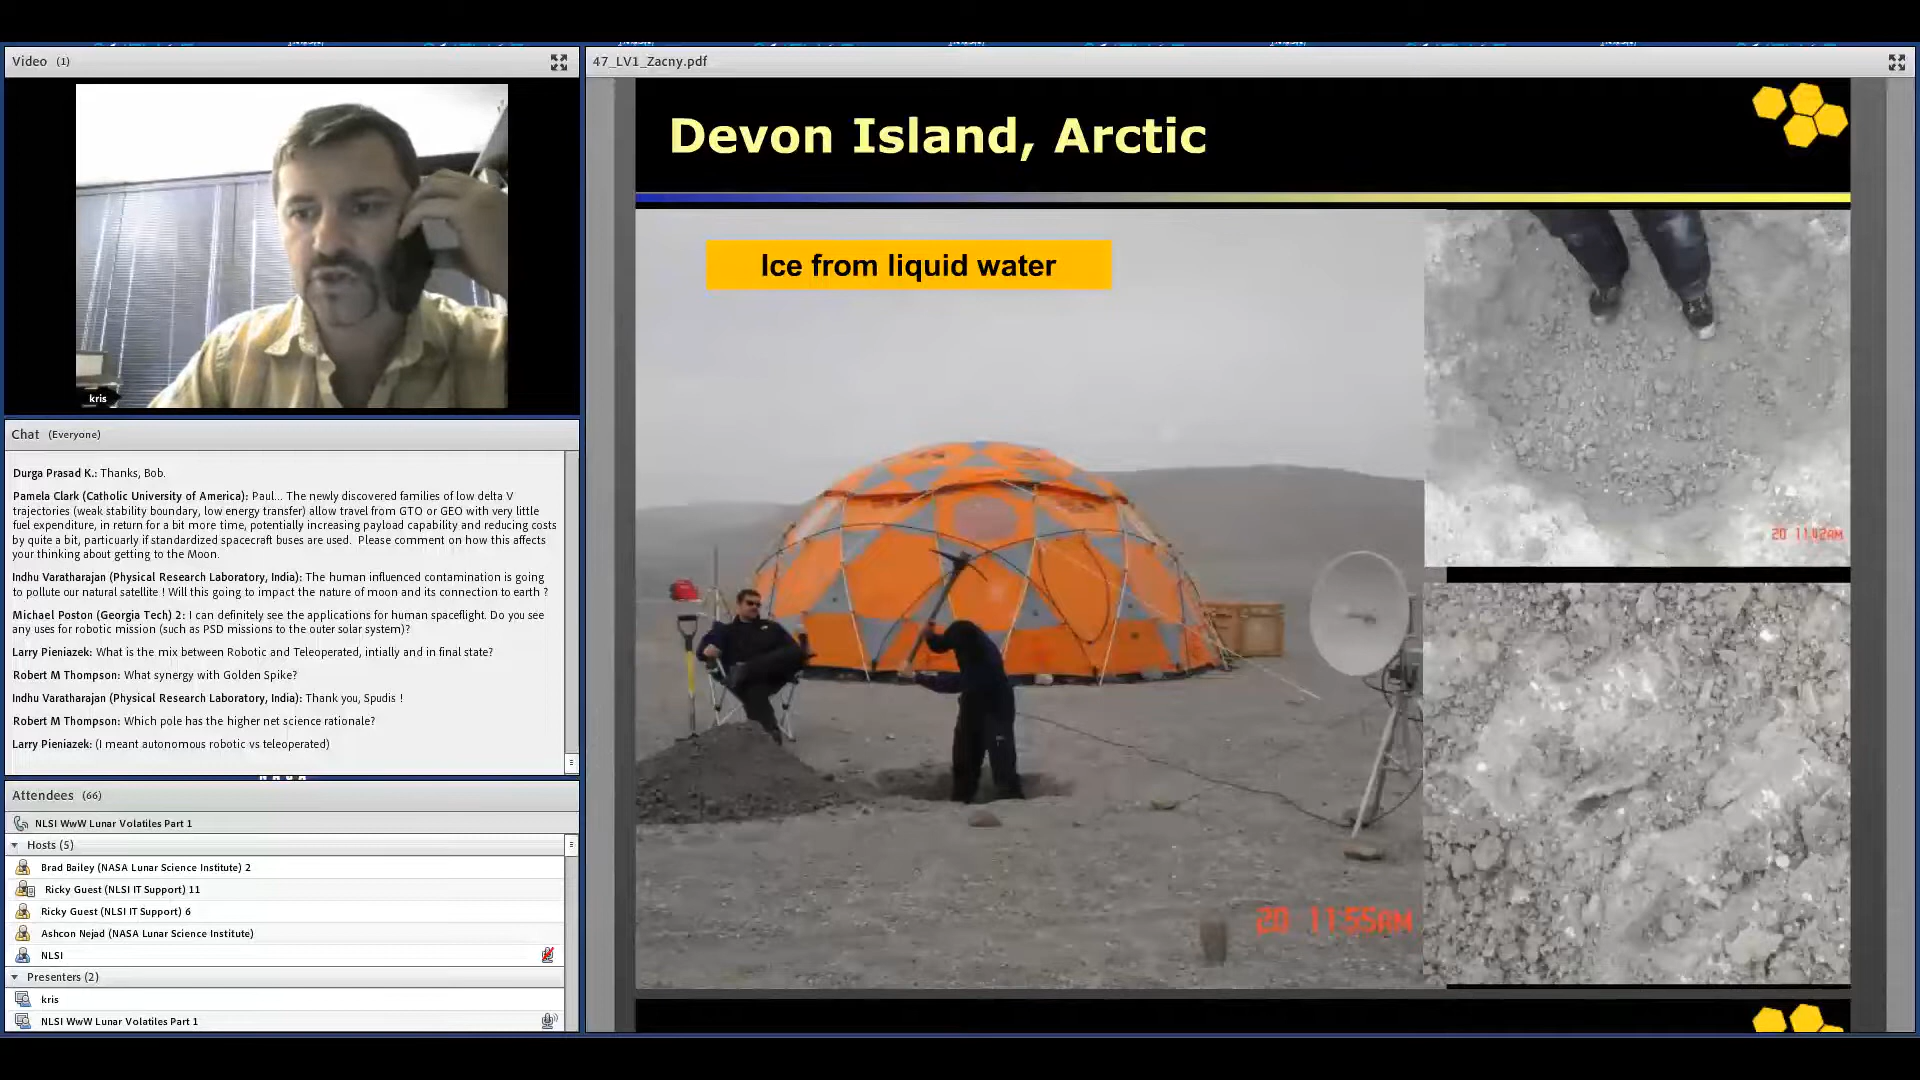 Video (1)
kris
Chat (Everyone)
Durga Prasad K.: Thanks, Bob.
Pamela Clark (Catholic University of America): Paul... The newly discovered families of low delta V
trajectories (weak stability boundary, low energy transfer) allow travel from GTO or GEO with very little
fuel expenditure, in return for a bit more time, potentially increasing payload capability and reducing costs
by quite a bit, particuarly if standardized spacecraft buses are used.  Please comment on how this affects
your thinking about getting to the Moon.
Indhu Varatharajan (Physical Research Laboratory, India): The human influenced contamination is going
to pollute our natural satellite ! Will this going to impact the nature of moon and its connection to earth ?
Michael Poston (Georgia Tech) 2: I can definitely see the applications for human spaceflight. Do you see
any uses for robotic mission (such as PSD missions to the outer solar system)?
Larry Pieniazek: What is the mix between Robotic and Teleoperated, intially and in final state?
Robert M Thompson: What synergy with Golden Spike?
Indhu Varatharajan (Physical Research Laboratory, India): Thank you, Spudis !
Robert M Thompson: Which pole has the higher net science rationale?
Larry Pieniazek: (I meant autonomous robotic vs teleoperated)
Attendees (66)
NLSI WwW Lunar Volatiles Part 1
Hosts (5)
Brad Bailey (NASA Lunar Science Institute) 2
Ricky Guest (NLSI IT Support) 11
Ricky Guest (NLSI IT Support) 6
Ashcon Nejad (NASA Lunar Science Institute)
NLSI
Presenters (2)
kris
NLSI WwW Lunar Volatiles Part 1
47_LV1_Zacny.pdf
Devon Island, Arctic
Ice from liquid water
20 11:42AM
20 11:55AM